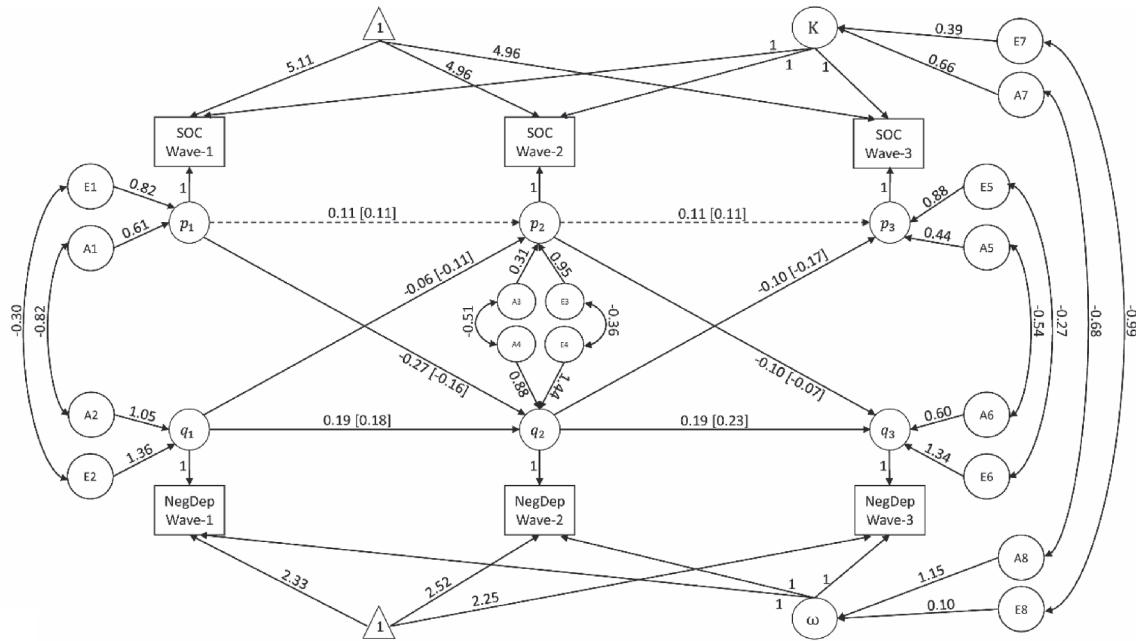 1
K
0.39
E7
5.11
4.96
4.96
1
1
1
0.66
A7
SOC
Wave-1
SOC
Wave-2
SOC
Wave-3
E1
0.82
1
1
1
0.88
E5
A1
0.61
p₁
0.11 [0.11]
p₂
0.11 [0.11]
p₃
0.44
A5
-0.06 [-0.11]
0.31
0.95
-0.10 [-0.17]
A3
E3
-0.30
-0.82
-0.51
-0.36
-0.54
-0.27
-0.68
-0.99
A4
E4
-0.27 [-0.16]
0.88
1.44
-0.10 [-0.07]
A2
1.05
q₁
0.19 [0.18]
q₂
0.19 [0.23]
q₃
0.60
A6
E2
1.36
1
1
1
1.34
E6
NegDep
Wave-1
NegDep
Wave-2
NegDep
Wave-3
2.33
2.52
2.25
1
1
1
1.15
A8
1
ω
0.10
E8